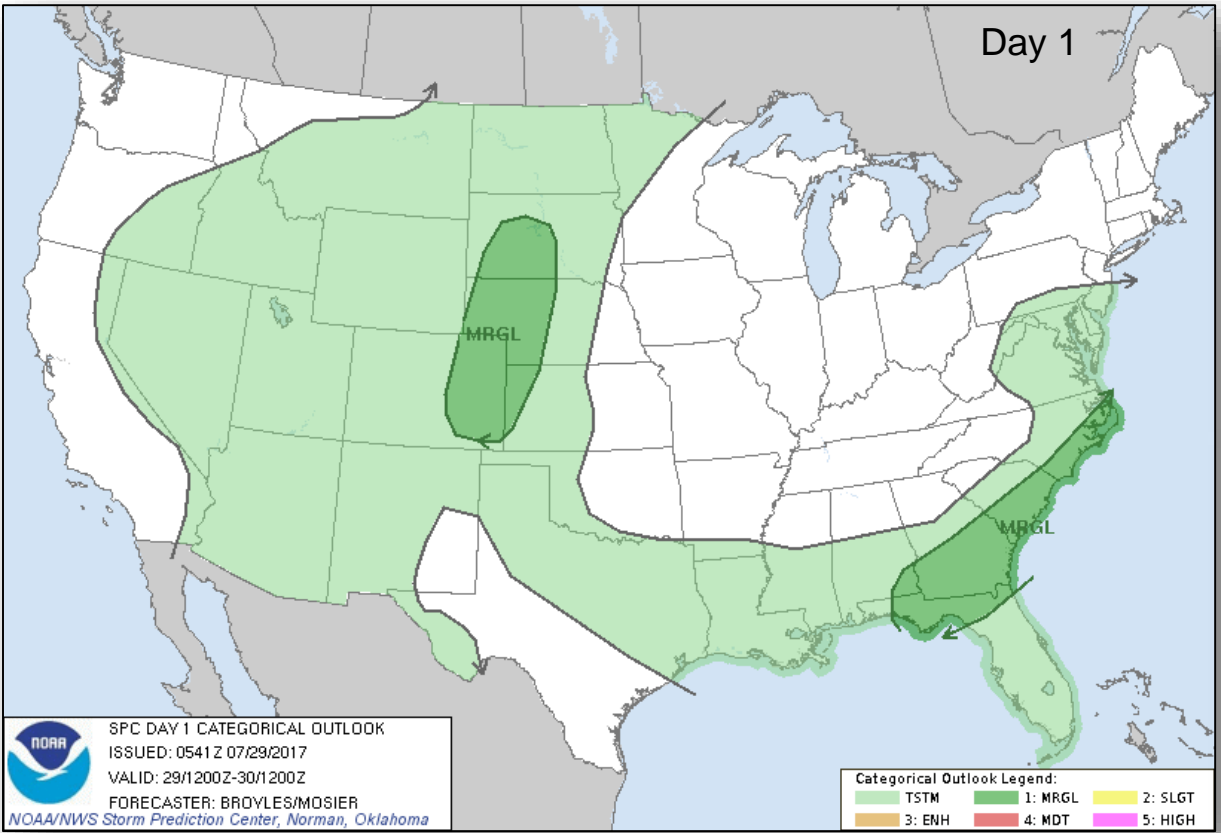 Day 1
MRGL
MRGL
NOAA
SPC DAY 1 CATEGORICAL OUTLOOK
ISSUED: 0541Z 07/29/2017
VALID: 29/1200Z-30/1200Z
FORECASTER: BROYLES/MOSIER
NOAA/NWS Storm Prediction Center, Norman, Oklahoma
Categorical Outlook Legend:
TSTM 1: MRGL 2: SLGT
3: ENH 4: MDT 5: HIGH